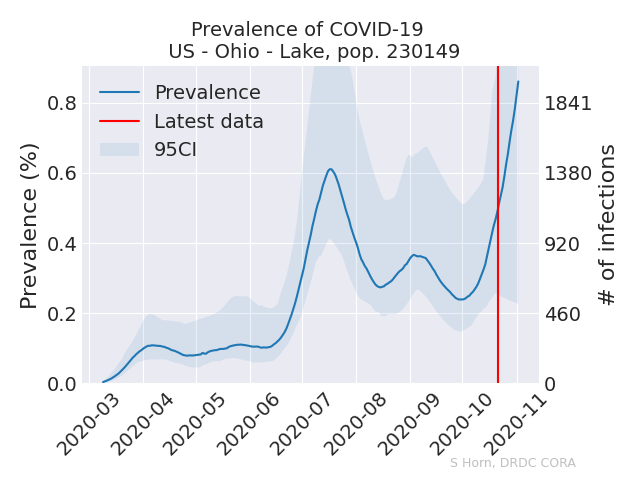 Prevalence of COVID-19
US - Ohio - Lake, pop. 230149
Prevalence
Latest data
95CI
Prevalence (%)
0.8
0.6
0.4
0.2
0.0
1841
1380
920
460
0
# of infections
2020-03
2020-04
2020-05
2020-06
2020-07
2020-08
2020-09
2020-10
2020-11
S Horn, DRDC CORA